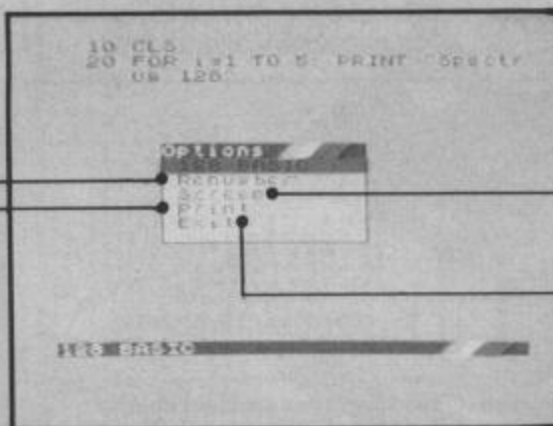 10 CLS
20 FOR i=1 TO 5: PRINT "Spectr
um 128"
Options
128 BASIC
Renumber
Screen
Print
Exit
128 BASIC